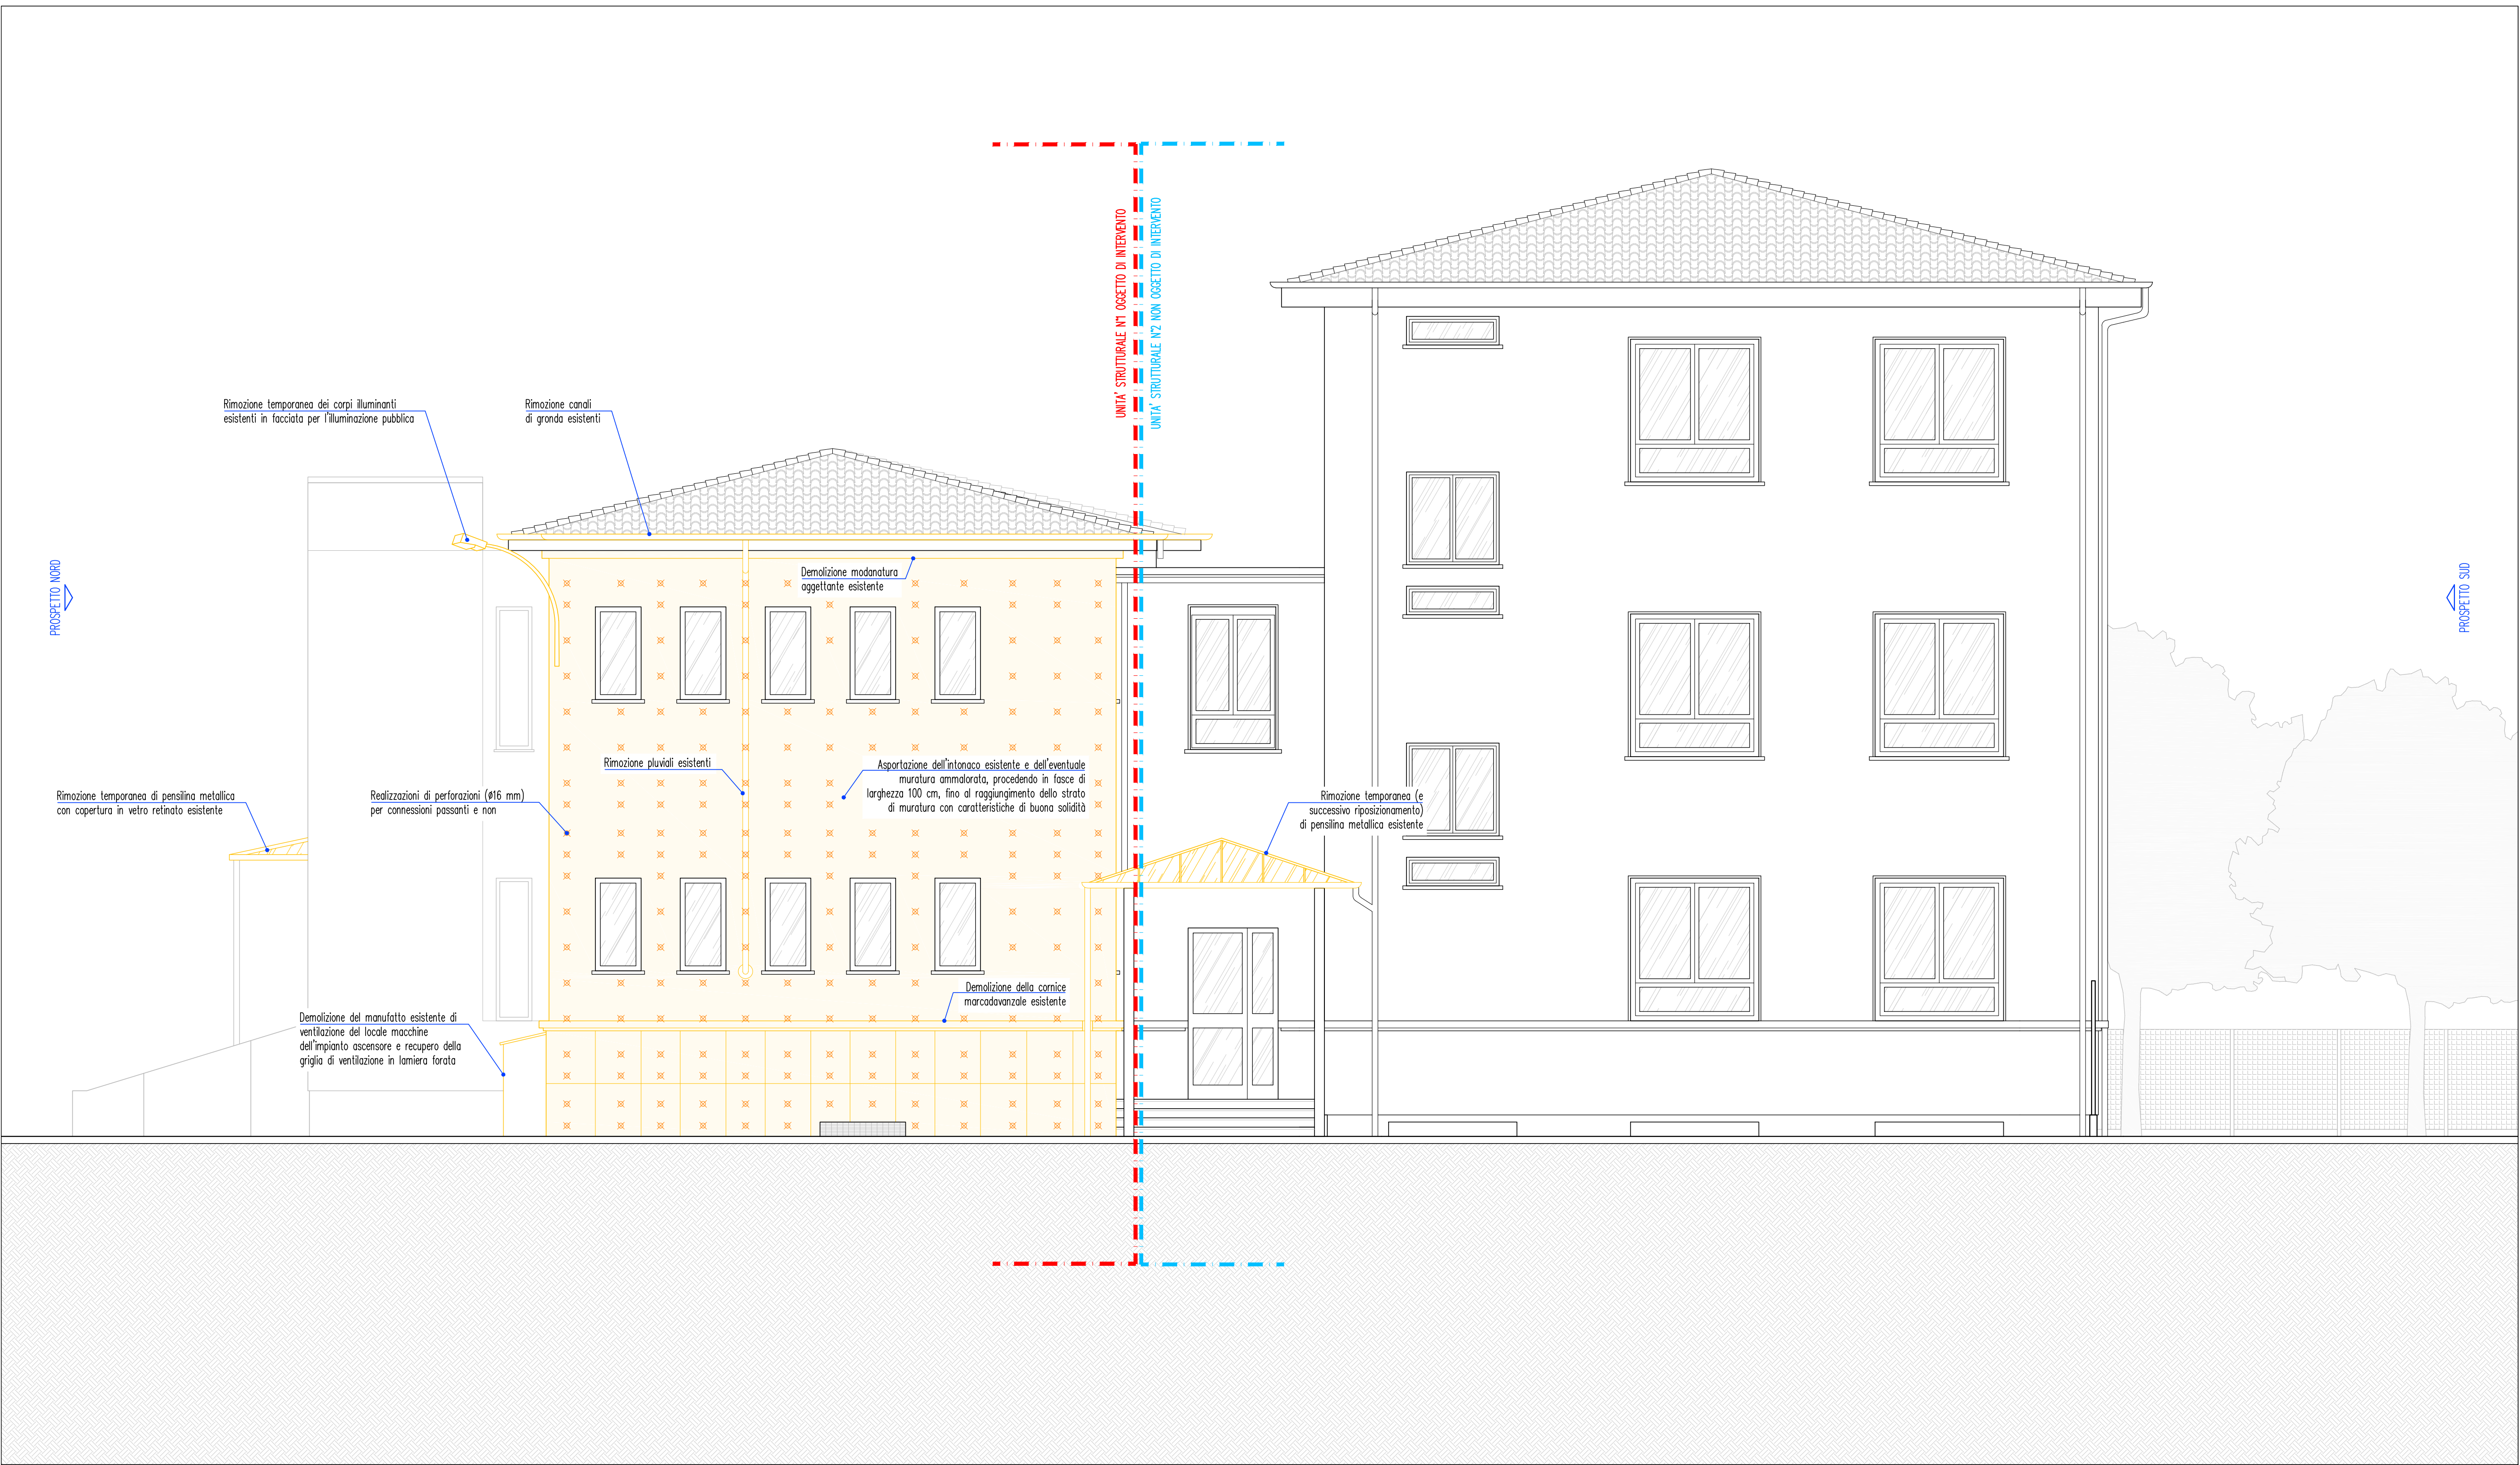 UNITA' STRUTTURALE N°1 OGGETTO DI INTERVENTO
UNITA' STRUTTURALE N°2 NON OGGETTO DI INTERVENTO
Rimozione temporanea dei corpi illuminanti
esistenti in facciata per l'illuminazione pubblica
Rimozione canali
di gronda esistenti
PROSPETTO NORD
PROSPETTO SUD
Demolizione modanatura
aggettante esistente
Rimozione pluviali esistenti
Asportazione dell'intonaco esistente e dell'eventuale
muratura ammalorata, procedendo in fasce di
larghezza 100 cm, fino al raggiungimento dello strato
di muratura con caratteristiche di buona solidità
Rimozione temporanea di pensilina metallica
con copertura in vetro retinato esistente
Realizzazioni di perforazioni (Ø16 mm)
per connessioni passanti e non
Rimozione temporanea (e
successivo riposizionamento)
di pensilina metallica esistente
Demolizione della cornice
marcadavanzale esistente
Demolizione del manufatto esistente di
ventilazione del locale macchine
dell'impianto ascensore e recupero della
griglia di ventilazione in lamiera forata